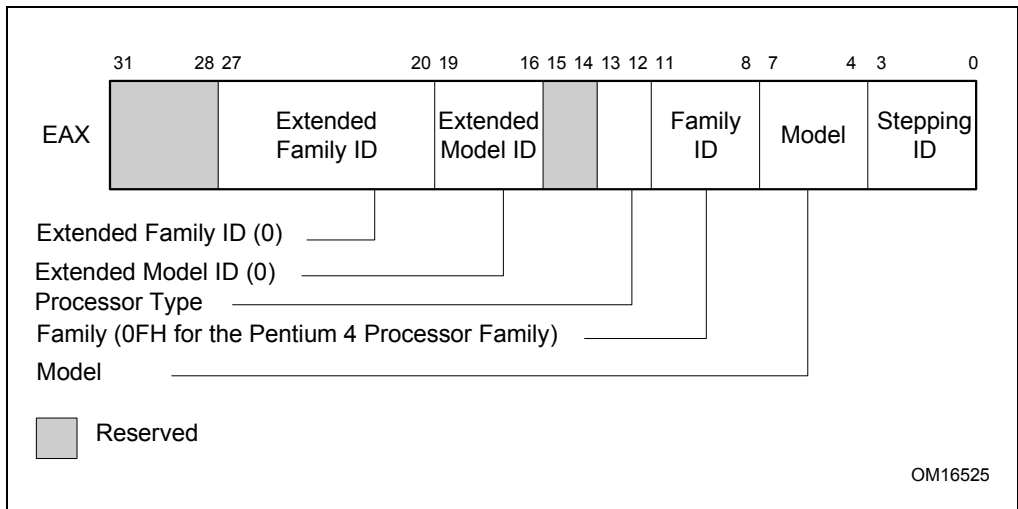 31 28 27 20 19 16 15 14 13 12 11 8 7 4 3 0
EAX
Extended
Family ID
Extended
Model ID
Family
ID
Model
Stepping
ID
Extended Family ID (0)
Extended Model ID (0)
Processor Type
Family (0FH for the Pentium 4 Processor Family)
Model
Reserved
OM16525